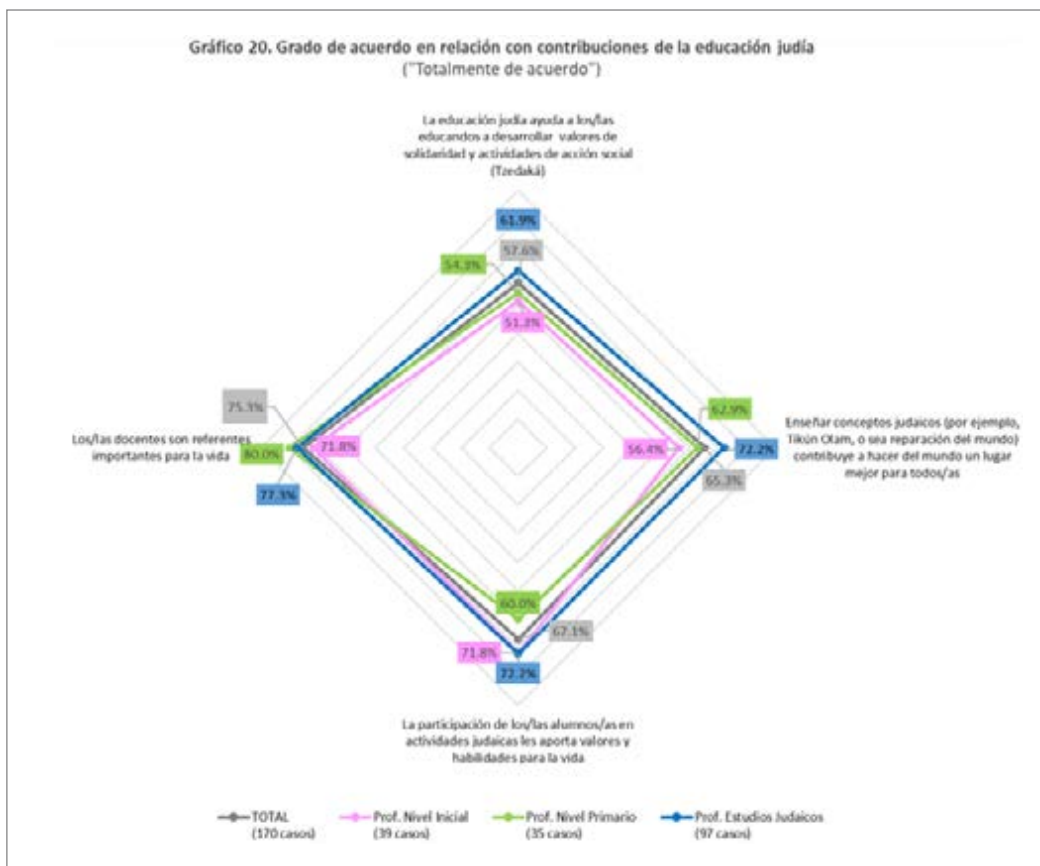 Gráfico 20. Grado de acuerdo en relación con contribuciones de la educación judía
("Totalmente de acuerdo")
La educación judía ayuda a los/las
educandos a desarrollar valores de
solidaridad y actividades de acción social
(Tzedaká)
61.9%
57.6%
54.3%
51.3%
75.3%
Los/las docentes son referentes
importantes para la vida
71.8%
80.0%
77.3%
62.9%
56.4%
72.2%
65.3%
Enseñar conceptos judaicos (por ejemplo,
Tikún Olam, o sea reparación del mundo)
contribuye a hacer del mundo un lugar
mejor para todos/as
60.0%
67.1%
71.8%
72.2%
La participación de los/las alumnos/as en
actividades judaicas les aporta valores y
habilidades para la vida
TOTAL
(170 casos)
Prof. Nivel Inicial
(39 casos)
Prof. Nivel Primario
(35 casos)
Prof. Estudios Judaicos
(97 casos)